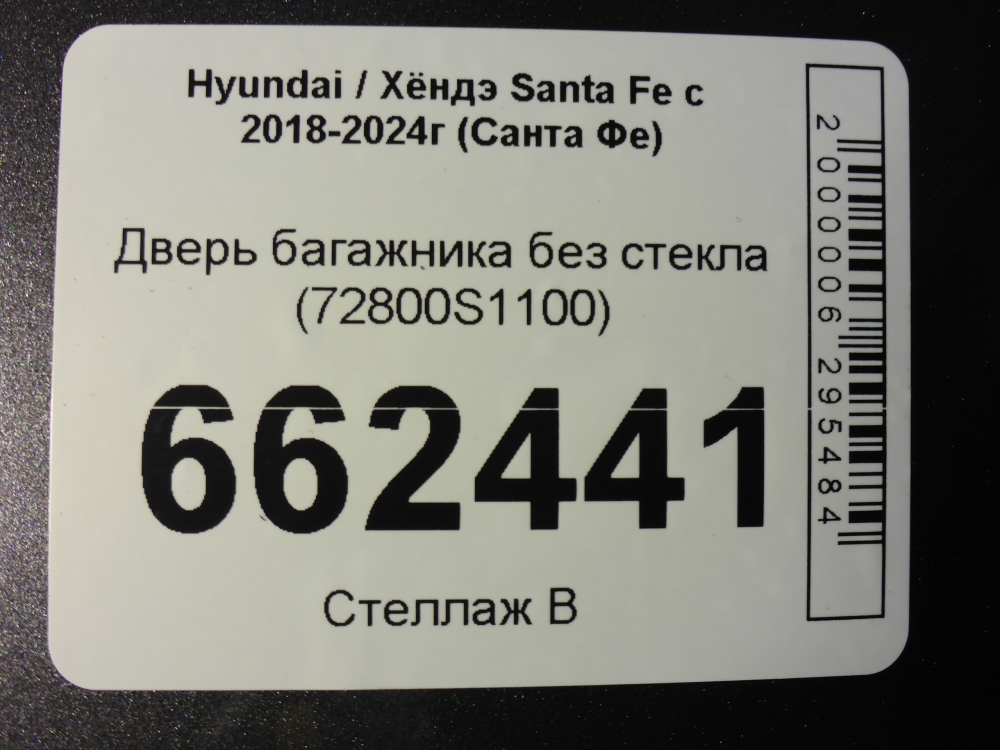 Hyundai / Хёндэ Santa Fe с
2018-2024г (Санта Фе)
Дверь багажника без стекла
(72800S1100)
662441
Стеллаж В
2 000006 295484